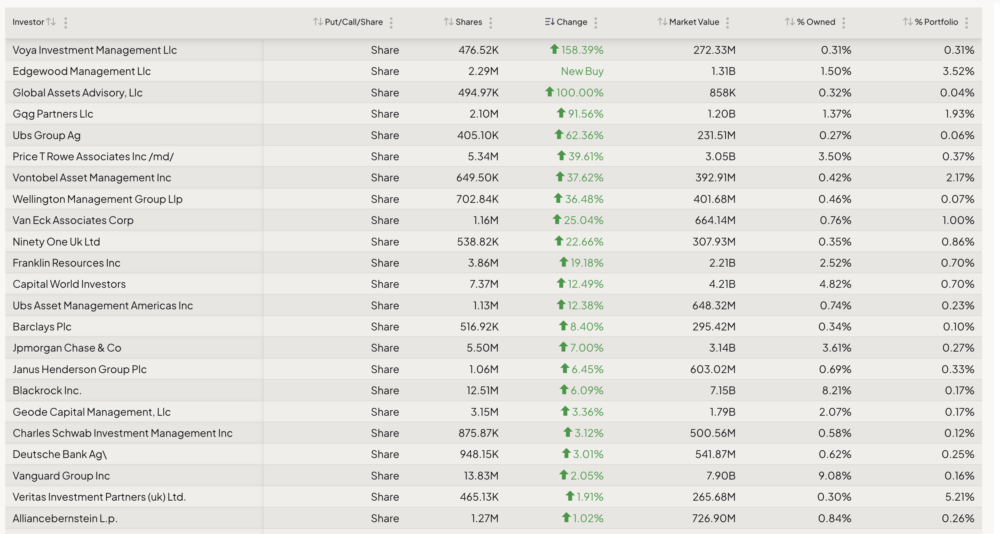 Investor Put/Call/Share Shares Change Market Value % Owned % Portfolio
Voya Investment Management Llc Share 476.52K 158.39% 272.33M 0.31% 0.31%
Edgewood Management Llc Share 2.29M New Buy 1.31B 1.50% 3.52%
Global Assets Advisory, Llc Share 494.97K 100.00% 858K 0.32% 0.04%
Gqg Partners Llc Share 2.10M 91.56% 1.20B 1.37% 1.93%
Ubs Group Ag Share 405.10K 62.36% 231.51M 0.27% 0.06%
Price T Rowe Associates Inc /md/ Share 5.34M 39.61% 3.05B 3.50% 0.37%
Vontobel Asset Management Inc Share 649.50K 37.62% 392.91M 0.42% 2.17%
Wellington Management Group Llp Share 702.84K 36.48% 401.68M 0.46% 0.07%
Van Eck Associates Corp Share 1.16M 25.04% 664.14M 0.76% 1.00%
Ninety One Uk Ltd Share 538.82K 22.66% 307.93M 0.35% 0.86%
Franklin Resources Inc Share 3.86M 19.18% 2.21B 2.52% 0.70%
Capital World Investors Share 7.37M 12.49% 4.21B 4.82% 0.70%
Ubs Asset Management Americas Inc Share 1.13M 12.38% 648.32M 0.74% 0.23%
Barclays Plc Share 516.92K 8.40% 295.42M 0.34% 0.10%
Jpmorgan Chase & Co Share 5.50M 7.00% 3.14B 3.61% 0.27%
Janus Henderson Group Plc Share 1.06M 6.45% 603.02M 0.69% 0.33%
Blackrock Inc. Share 12.51M 6.09% 7.15B 8.21% 0.17%
Geode Capital Management, Llc Share 3.15M 3.36% 1.79B 2.07% 0.17%
Charles Schwab Investment Management Inc Share 875.87K 3.12% 500.56M 0.58% 0.12%
Deutsche Bank Ag\ Share 948.15K 3.01% 541.87M 0.62% 0.25%
Vanguard Group Inc Share 13.83M 2.05% 7.90B 9.08% 0.16%
Veritas Investment Partners (uk) Ltd. Share 465.13K 1.91% 265.68M 0.30% 5.21%
Alliancebernstein L.p. Share 1.27M 1.02% 726.90M 0.84% 0.26%